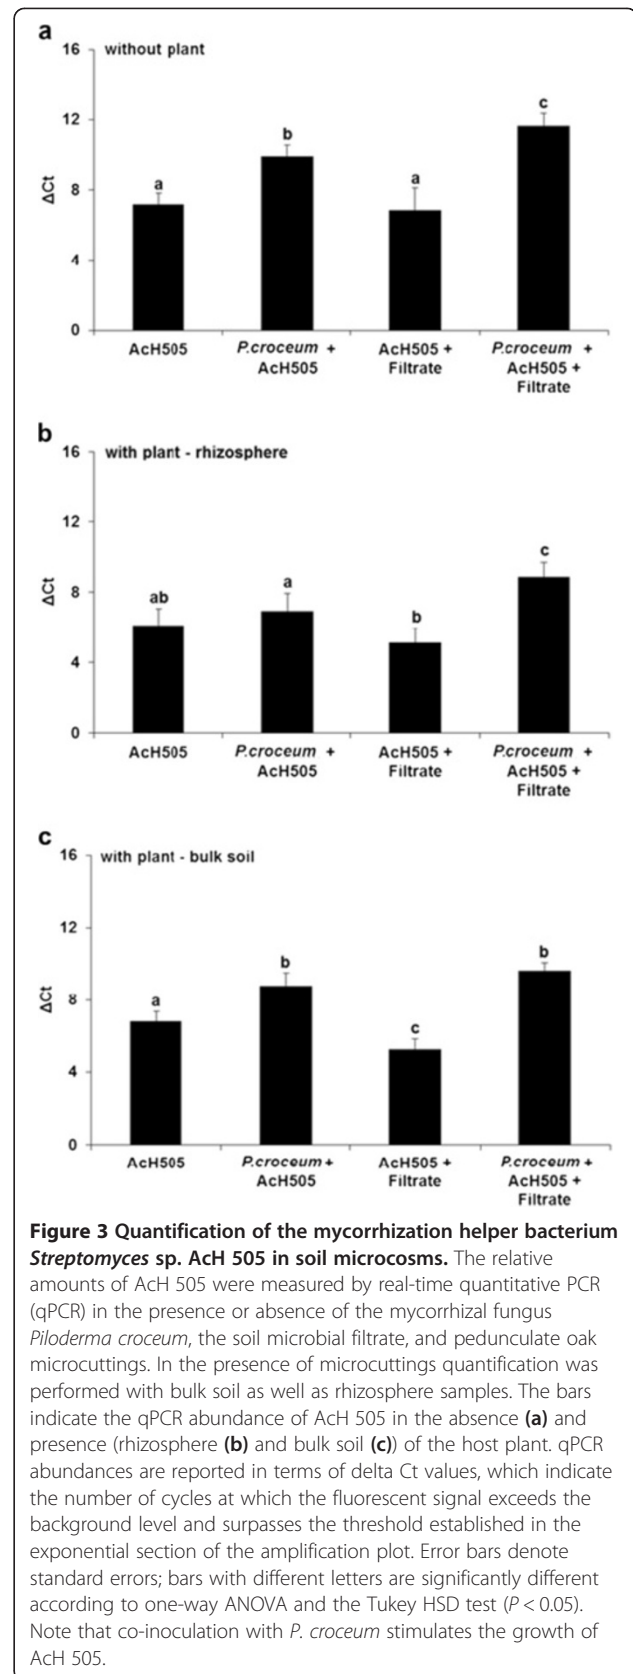 a
16
without plant
c
12
b
a
a
8
ΔCt
4
0
AcH505
P.croceum +
AcH505
AcH505 +
Filtrate
P.croceum +
AcH505 +
Filtrate
b
16
with plant - rhizosphere
12
c
a
ab
b
8
ΔCt
4
0
AcH505
P.croceum +
AcH505
AcH505 +
Filtrate
P.croceum +
AcH505 +
Filtrate
c
16
with plant - bulk soil
12
b
b
a
c
8
ΔCt
4
0
AcH505
P.croceum +
AcH505
AcH505 +
Filtrate
P.croceum +
AcH505 +
Filtrate
Figure 3 Quantification of the mycorrhization helper bacterium
Streptomyces sp. AcH 505 in soil microcosms. The relative
amounts of AcH 505 were measured by real-time quantitative PCR
(qPCR) in the presence or absence of the mycorrhizal fungus
Piloderma croceum, the soil microbial filtrate, and pedunculate oak
microcuttings. In the presence of microcuttings quantification was
performed with bulk soil as well as rhizosphere samples. The bars
indicate the qPCR abundance of AcH 505 in the absence (a) and
presence (rhizosphere (b) and bulk soil (c)) of the host plant. qPCR
abundances are reported in terms of delta Ct values, which indicate
the number of cycles at which the fluorescent signal exceeds the
background level and surpasses the threshold established in the
exponential section of the amplification plot. Error bars denote
standard errors; bars with different letters are significantly different
according to one-way ANOVA and the Tukey HSD test (P < 0.05).
Note that co-inoculation with P. croceum stimulates the growth of
AcH 505.